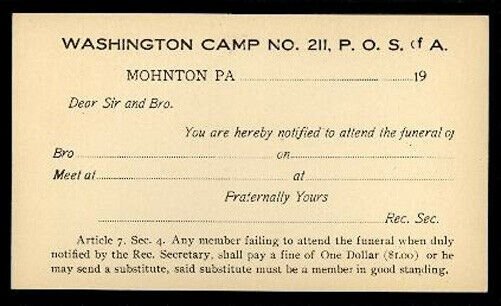 WASHINGTON CAMP NO. 211, P. O. S. of A.
MOHNTON PA ........................ 19
Dear Sir and Bro.
You are hereby notified to attend the funeral of
Bro ........................ on ........................
Meet at ........................ at ........................
Fraternally Yours
........................ Rec. Sec.
Article 7. Sec. 4. Any member failing to attend the funeral when duly
notified by the Rec. Secretary, shall pay a fine of One Dollar ($1.00) or he
may send a substitute, said substitute must be a member in good standing.